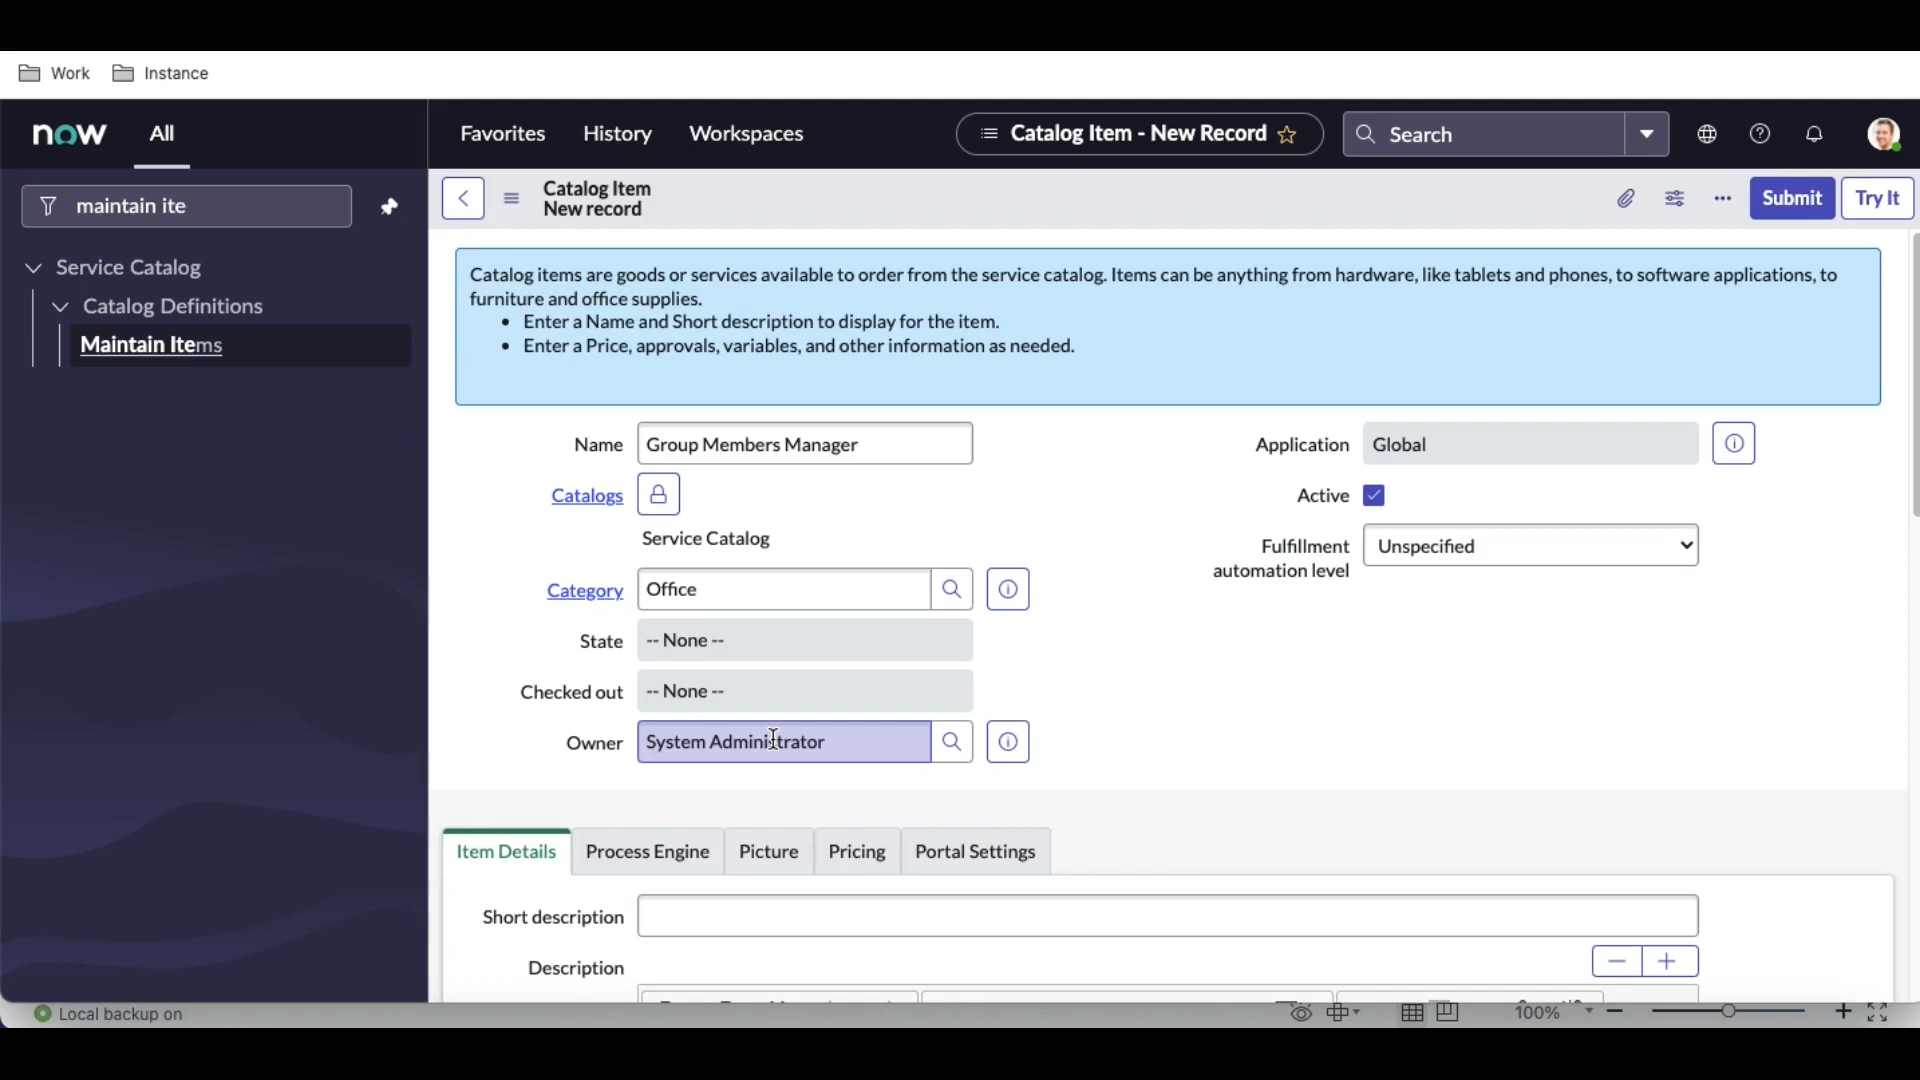 Work Instance
now All Favorites History Workspaces Catalog Item - New Record Search
maintain ite
Catalog Item
New record
Submit Try It
Service Catalog
Catalog Definitions
Maintain Items
Catalog items are goods or services available to order from the service catalog. Items can be anything from hardware, like tablets and phones, to software applications, to
furniture and office supplies.
• Enter a Name and Short description to display for the item.
• Enter a Price, approvals, variables, and other information as needed.
Name Group Members Manager
Application Global
Catalogs
Active
Service Catalog
Fulfillment
automation level
Unspecified
Category Office
State -- None --
Checked out -- None --
Owner System Administrator
Item Details Process Engine Picture Pricing Portal Settings
Short description
Description
Local backup on
100%